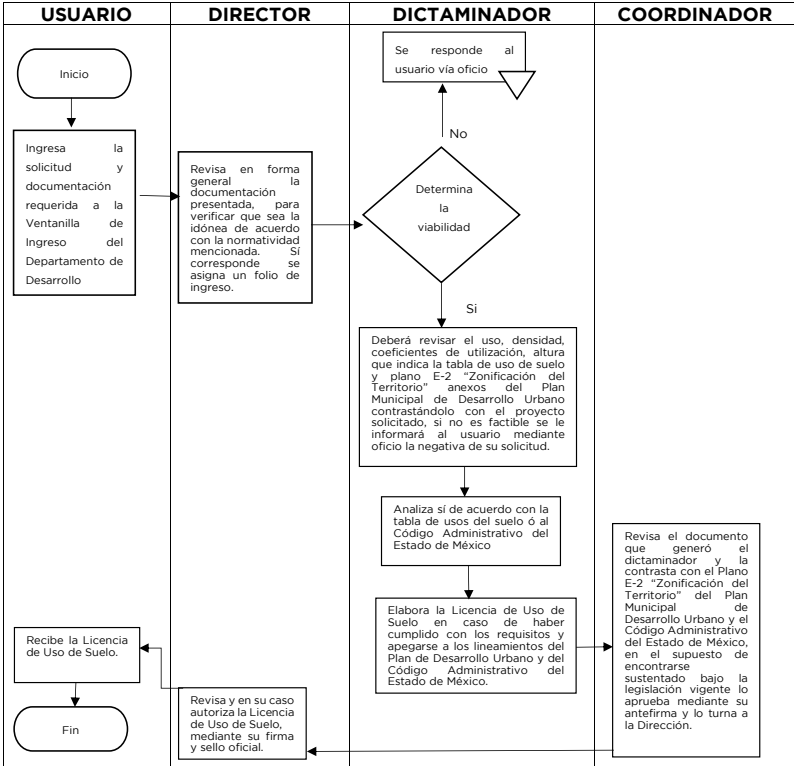 USUARIO
DIRECTOR
DICTAMINADOR
COORDINADOR
Inicio
Ingresa la
solicitud y
documentación
requerida a la
Ventanilla de
Ingreso del
Departamento de
Desarrollo
Revisa en forma
general la
documentación
presentada, para
verificar que sea la
idónea de acuerdo
con la normatividad
mencionada. Sí
corresponde se
asigna un folio de
ingreso.
Se responde al
usuario vía oficio
No
Determina
la
viabilidad
Si
Deberá revisar el uso, densidad,
coeficientes de utilización, altura
que indica la tabla de uso de suelo
y plano E-2 “Zonificación del
Territorio” anexos del Plan
Municipal de Desarrollo Urbano
contrastándolo con el proyecto
solicitado, si no es factible se le
informará al usuario mediante
oficio la negativa de su solicitud.
Analiza sí de acuerdo con la
tabla de usos del suelo ó al
Código Administrativo del
Estado de México
Elabora la Licencia de Uso de
Suelo en caso de haber
cumplido con los requisitos y
apegarse a los lineamientos del
Plan de Desarrollo Urbano y del
Código Administrativo del
Estado de México.
Revisa el documento
que generó el
dictaminador y la
contrasta con el Plano
E-2 “Zonificación del
Territorio” del Plan
Municipal de
Desarrollo Urbano y el
Código Administrativo
del Estado de México,
en el supuesto de
encontrarse
sustentado bajo la
legislación vigente lo
aprueba mediante su
antefirma y lo turna a
la Dirección.
Revisa y en su caso
autoriza la Licencia
de Uso de Suelo,
mediante su firma
y sello oficial.
Recibe la Licencia
de Uso de Suelo.
Fin